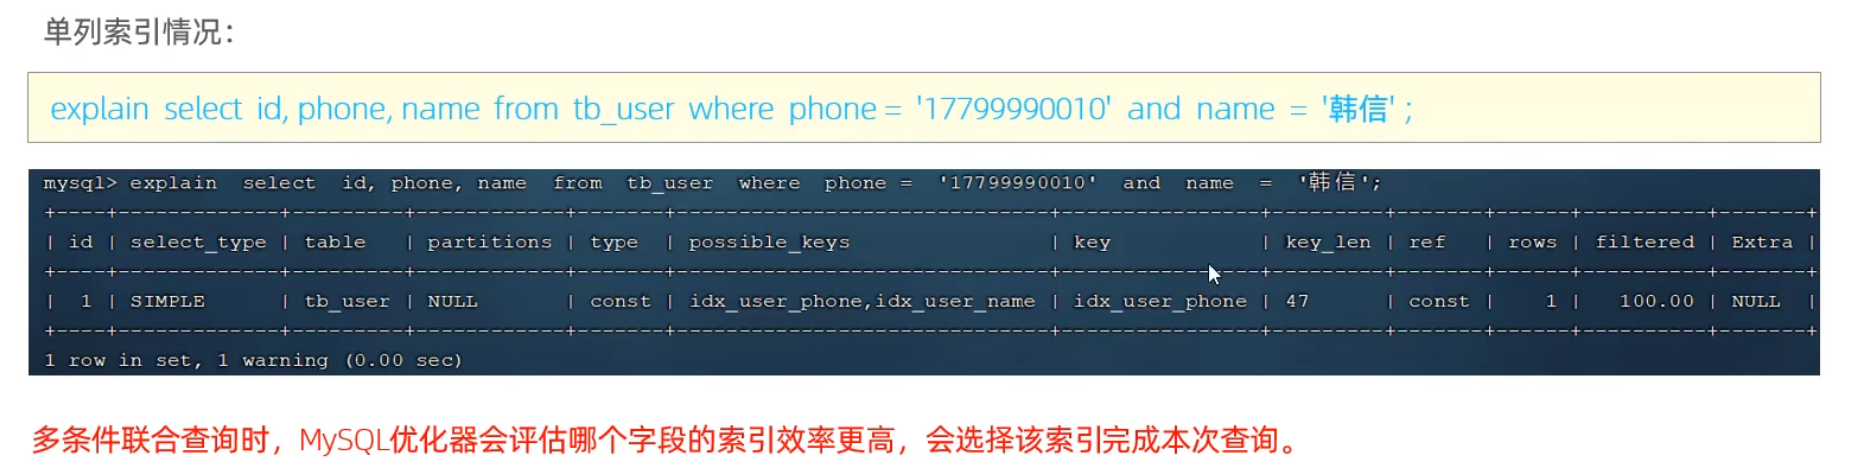 单列索引情况：
explain select id, phone, name from tb_user where phone = '17799990010' and name = '韩信' ;
mysql> explain select id, phone, name from tb_user where phone = '17799990010' and name = '韩信';
+----+-------------+---------+------------+-------+------------------------------+----------------+---------+-------+------+----------+-------+
| id | select_type | table | partitions | type | possible_keys | key | key_len | ref | rows | filtered | Extra |
+----+-------------+---------+------------+-------+------------------------------+----------------+---------+-------+------+----------+-------+
| 1 | SIMPLE | tb_user | NULL | const | idx_user_phone,idx_user_name | idx_user_phone | 47 | const | 1 | 100.00 | NULL |
+----+-------------+---------+------------+-------+------------------------------+----------------+---------+-------+------+----------+-------+
1 row in set, 1 warning (0.00 sec)
多条件联合查询时，MySQL优化器会评估哪个字段的索引效率更高，会选择该索引完成本次查询。